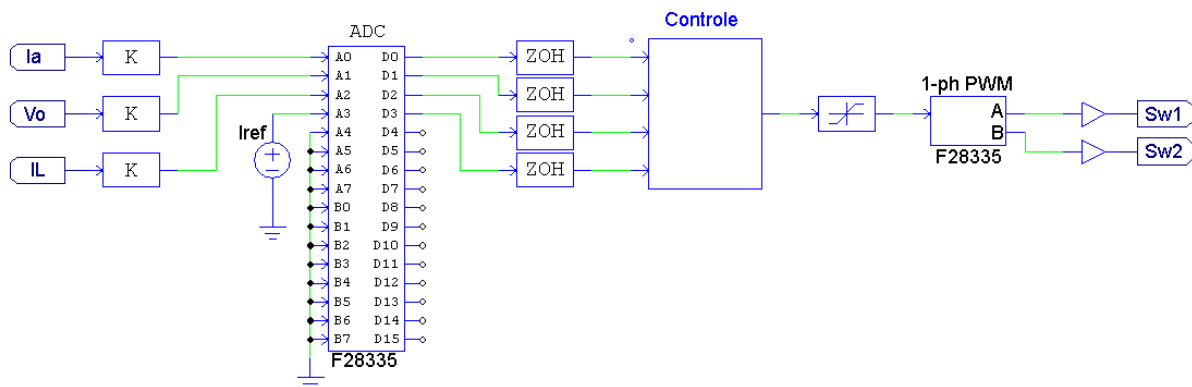 Controle
ADC
Ia K A0 D0 ZOH
A1 D1
1-ph PWM
Vo K A2 D2 ZOH
A3 D3
A Sw1
Iref A4 D4 ZOH
B Sw2
A5 D5
F28335
IL K A6 D6 ZOH
A7 D7
B0 D8
B1 D9
B2 D10
B3 D11
B4 D12
B5 D13
B6 D14
B7 D15
F28335